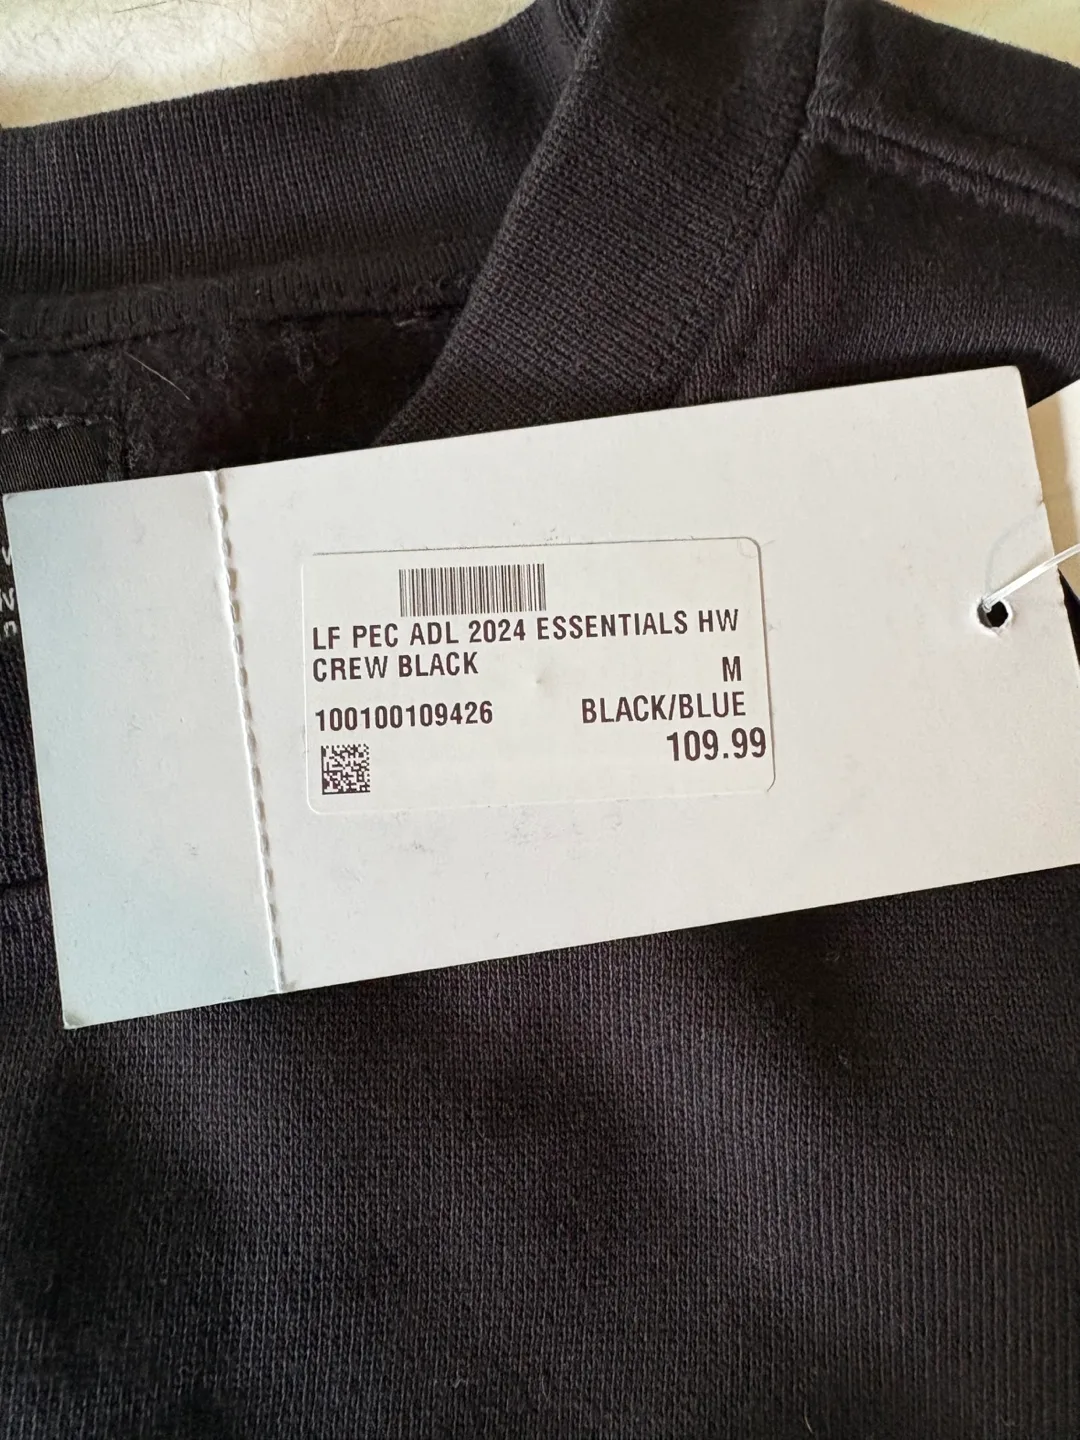 LF PEC ADL 2024 ESSENTIALS HW
CREW BLACK M
100100109426 BLACK/BLUE
109.99